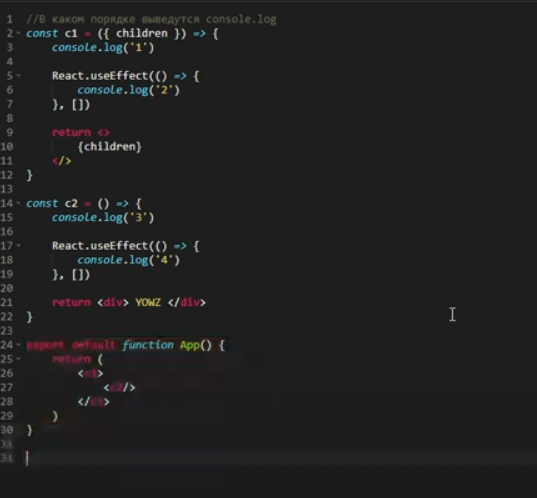 1 //В каком порядке выведутся console.log
2 const c1 = ({ children }) => {
3 console.log('1')
4
5 React.useEffect(() => {
6 console.log('2')
7 }, [])
8
9 return <>
10 {children}
11 </>
12 }
13
14 const c2 = () => {
15 console.log('3')
16
17 React.useEffect(() => {
18 console.log('4')
19 }, [])
20
21 return <div> YOWZ </div>
22 }
23
24 export default function App() {
25 return (
26 <c1>
27 <c2/>
28 </c1>
29 )
30 }